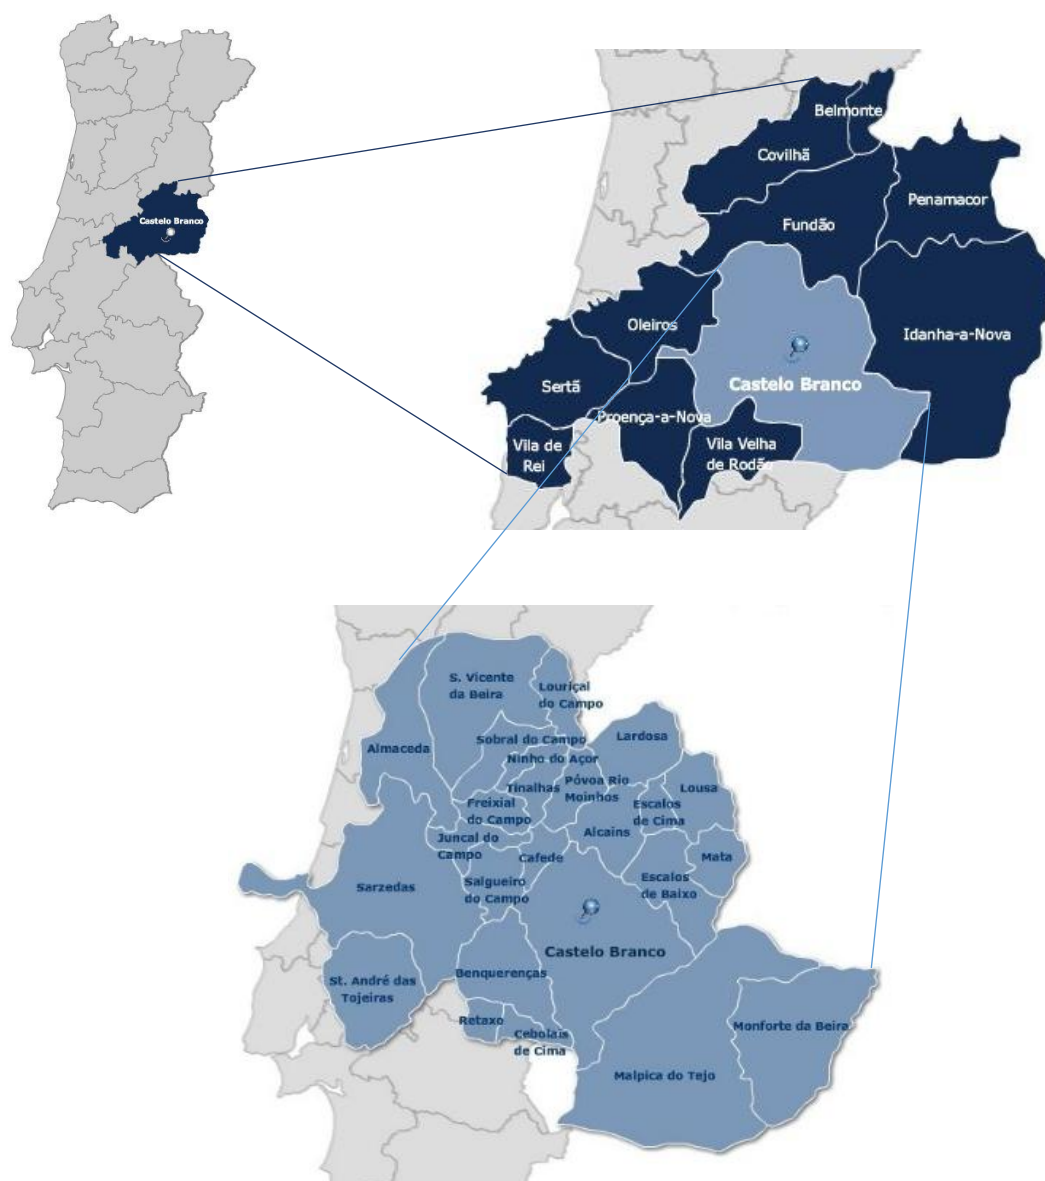 Castelo Branco
Belmonte
Covilhã
Penamacor
Fundão
Oleiros
Idanha-a-Nova
Sertã
Castelo Branco
Proença-a-Nova
Vila de
Rei
Vila Velha
de Rodão
S. Vicente
da Beira
Louriçal
do Campo
Almaceda
Sobral do Campo
Lardosa
Ninho do Açor
Tinalhas
Póvoa Rio
Moinhos
Lousa
Freixial
do Campo
Escalos
de Cima
Alcains
Juncal do
Campo
Cafede
Mata
Sarzedas
Salgueiro
do Campo
Escalos
de Baixo
Castelo Branco
St. André das
Tojeiras
Benquerenças
Retaxo
Cebolais
de Cima
Monforte da Beira
Malpica do Tejo